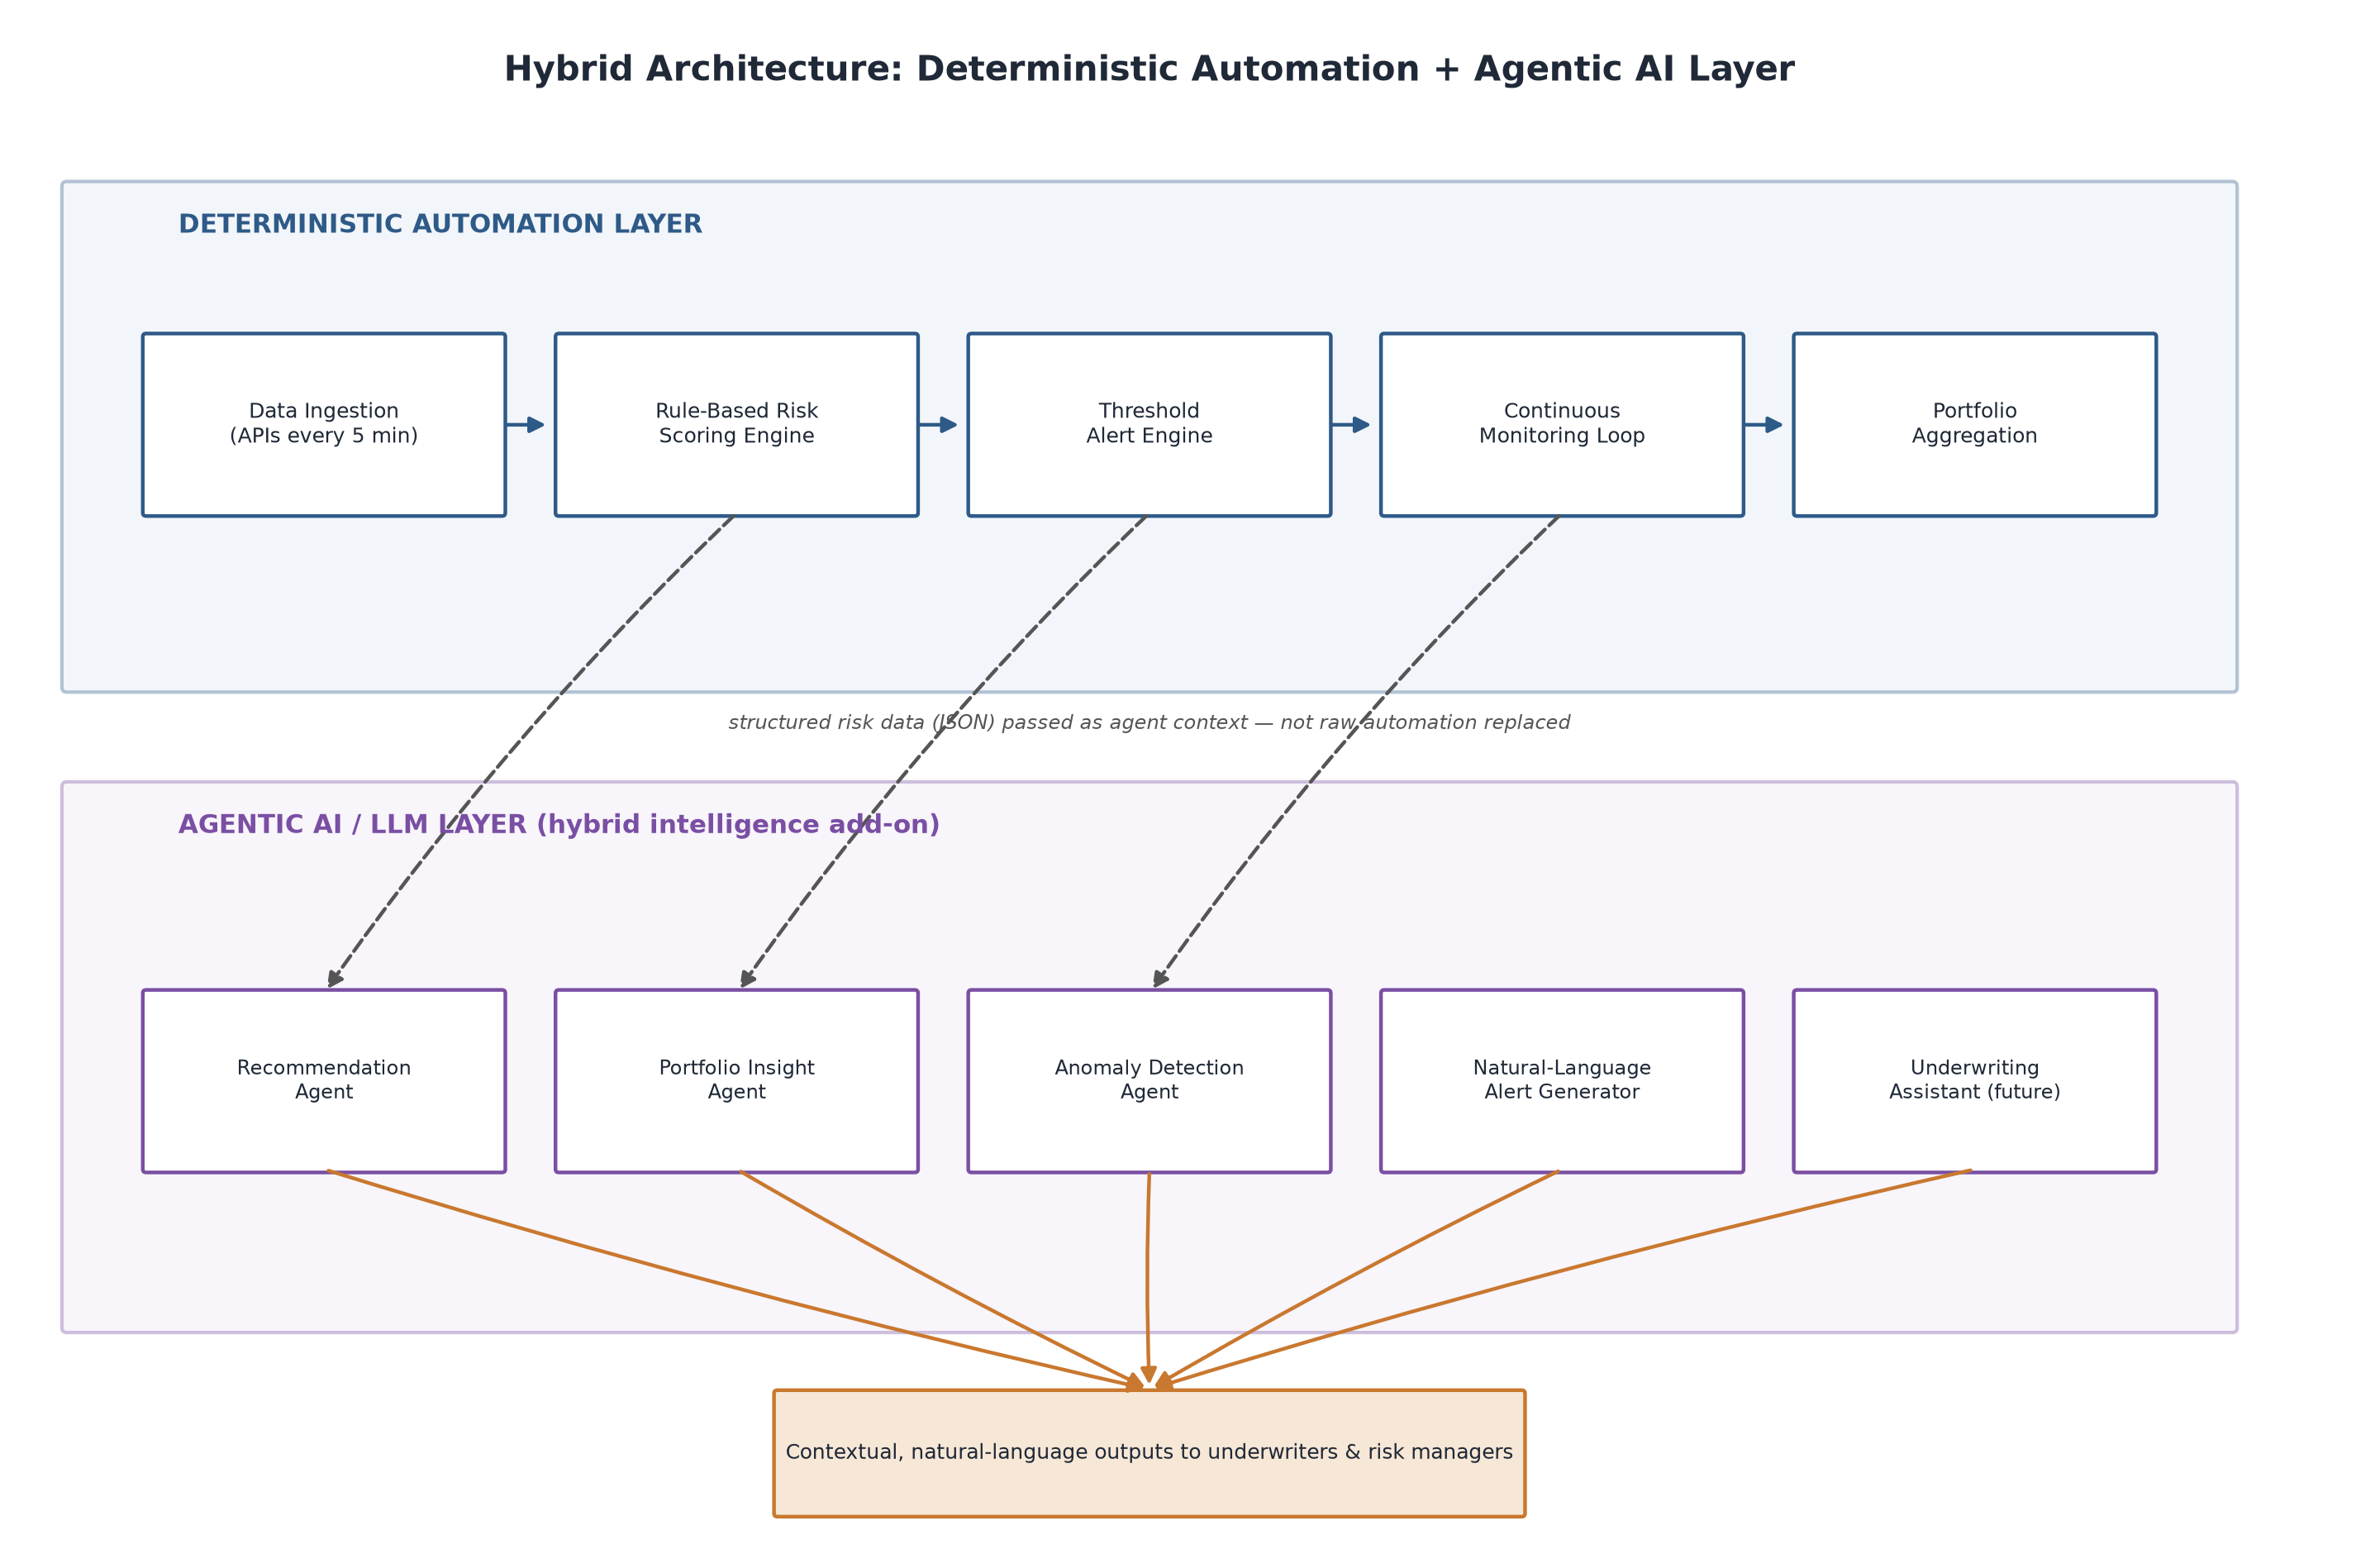 Hybrid Architecture: Deterministic Automation + Agentic AI Layer
DETERMINISTIC AUTOMATION LAYER
Data Ingestion
(APIs every 5 min)
Rule-Based Risk
Scoring Engine
Threshold
Alert Engine
Continuous
Monitoring Loop
Portfolio
Aggregation
structured risk data (JSON) passed as agent context — not raw automation replaced
AGENTIC AI / LLM LAYER (hybrid intelligence add-on)
Recommendation
Agent
Portfolio Insight
Agent
Anomaly Detection
Agent
Natural-Language
Alert Generator
Underwriting
Assistant (future)
Contextual, natural-language outputs to underwriters & risk managers